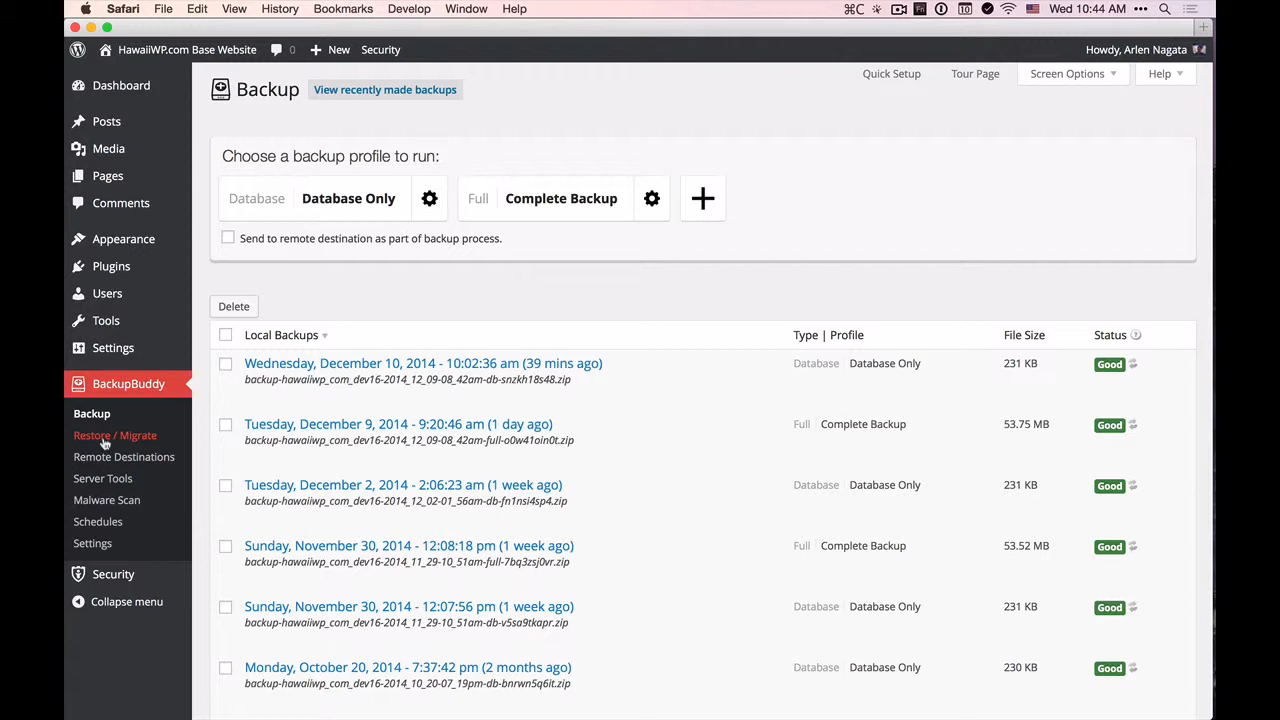 Safari File Edit View History Bookmarks Develop Window Help Wed 10:44 AM
HawaiiWP.com Base Website 0 New Security Howdy, Arlen Nagata
Dashboard
Posts
Media
Pages
Comments
Appearance
Plugins
Users
Tools
Settings
BackupBuddy
Backup
Restore / Migrate
Remote Destinations
Server Tools
Malware Scan
Schedules
Settings
Security
Collapse menu
Quick Setup Tour Page Screen Options Help
Backup View recently made backups
Choose a backup profile to run:
Database Database Only Full Complete Backup
Send to remote destination as part of backup process.
Delete
Local Backups Type | Profile File Size Status
Wednesday, December 10, 2014 - 10:02:36 am (39 mins ago) Database Database Only 231 KB Good
backup-hawaiiwp_com_dev16-2014_12_09-08_42am-db-snzkh18s48.zip
Tuesday, December 9, 2014 - 9:20:46 am (1 day ago) Full Complete Backup 53.75 MB Good
backup-hawaiiwp_com_dev16-2014_12_09-08_42am-full-o0w41oin0t.zip
Tuesday, December 2, 2014 - 2:06:23 am (1 week ago) Database Database Only 231 KB Good
backup-hawaiiwp_com_dev16-2014_12_02-01_56am-db-fn1nsi4sp4.zip
Sunday, November 30, 2014 - 12:08:18 pm (1 week ago) Full Complete Backup 53.52 MB Good
backup-hawaiiwp_com_dev16-2014_11_29-10_51am-full-7bq3zsj0vr.zip
Sunday, November 30, 2014 - 12:07:56 pm (1 week ago) Database Database Only 231 KB Good
backup-hawaiiwp_com_dev16-2014_11_29-10_51am-db-v5sa9tkapr.zip
Monday, October 20, 2014 - 7:37:42 pm (2 months ago) Database Database Only 230 KB Good
backup-hawaiiwp_com_dev16-2014_10_20-07_19pm-db-bnrwn5q6it.zip